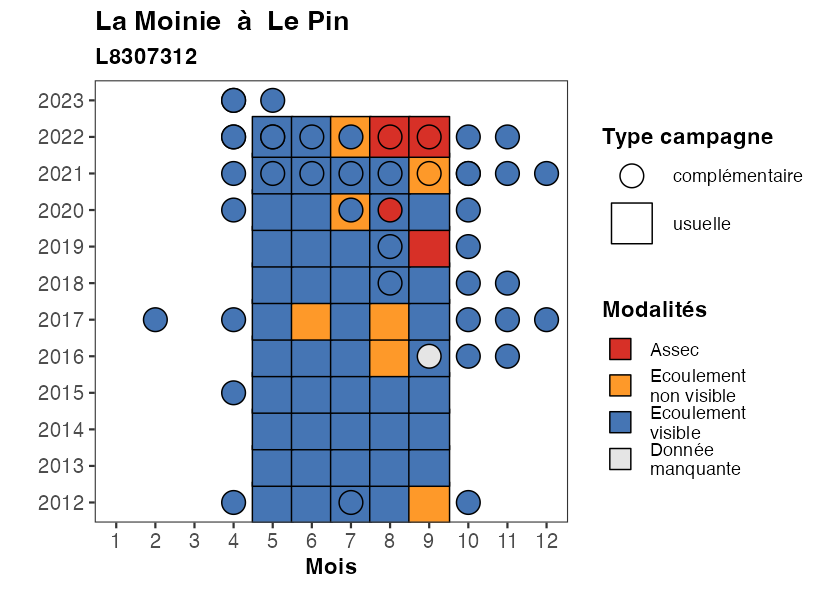 La Moinie à Le Pin
L8307312
2023
2022
2021
2020
2019
2018
2017
2016
2015
2014
2013
2012
1 2 3 4 5 6 7 8 9 10 11 12
Mois
Type campagne
complémentaire
usuelle
Modalités
Assec
Ecoulement
non visible
Ecoulement
visible
Donnée
manquante